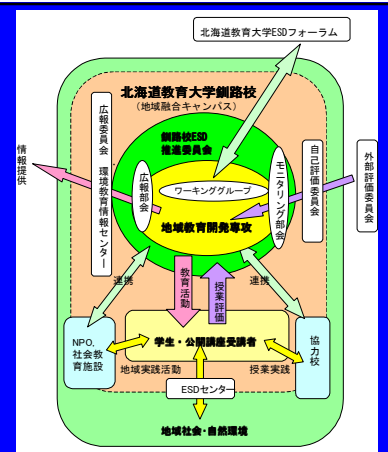 北海道教育大学ESDフォーラム
北海道教育大学釧路校
(地域融合キャンパス)
釧路校ESD
推進委員会
広報委員会
環境教育情報センター
広報部会
ワーキンググループ
モニタリング部会
自己評価委員会
外部評価委員会
情報提供
地域教育開発専攻
連携
教育活動
授業評価
連携
NPO,
社会教
育施設
学生・公開講座受講者
協力校
地域実践活動
授業実践
ESDセンター
地域社会・自然環境